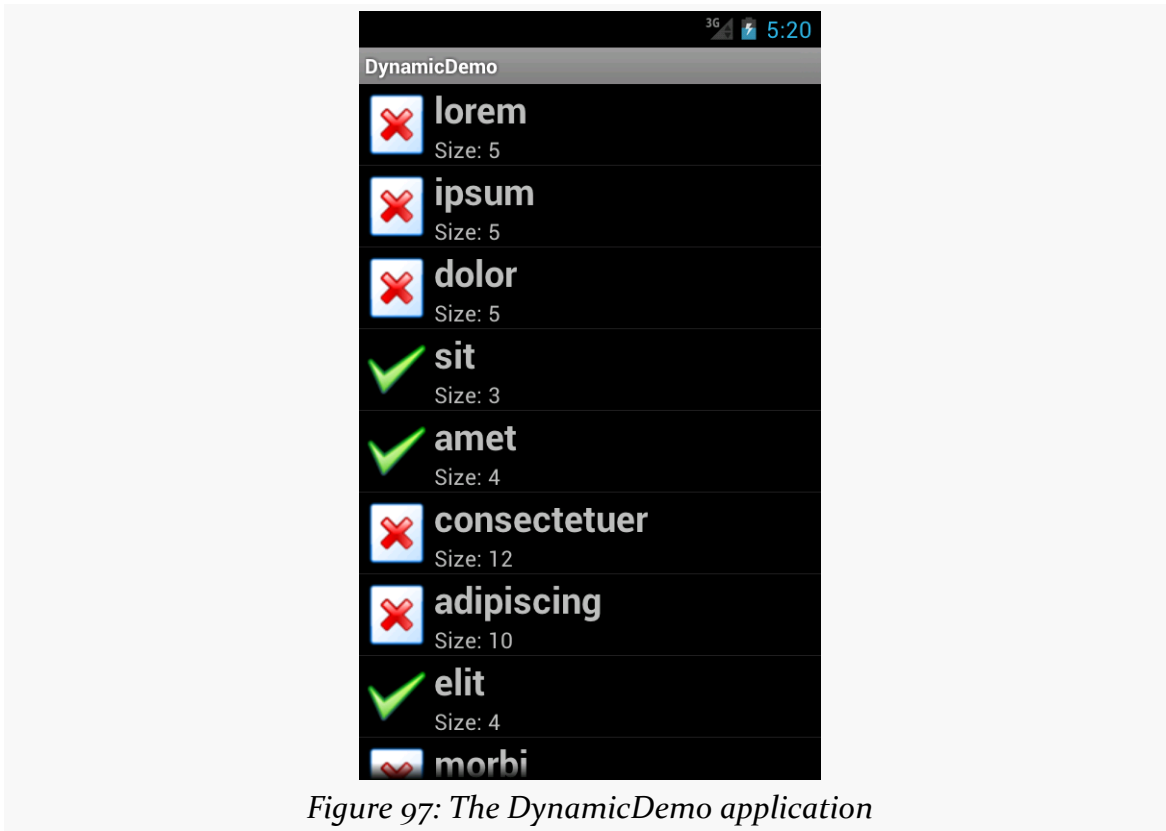 3G 5:20
DynamicDemo
lorem
Size: 5
ipsum
Size: 5
dolor
Size: 5
sit
Size: 3
amet
Size: 4
consectetuer
Size: 12
adipiscing
Size: 10
elit
Size: 4
morbi
Figure 97: The DynamicDemo application